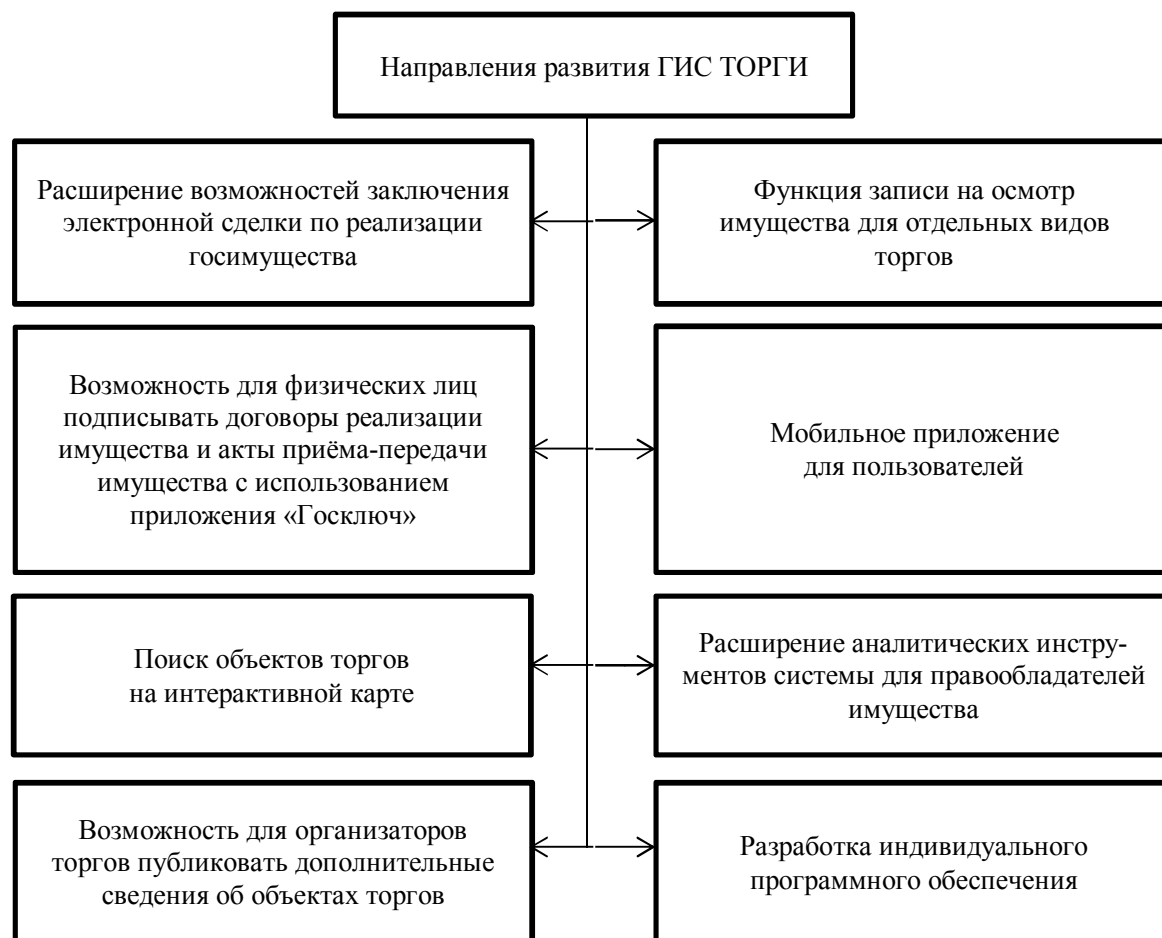 Направления развития ГИС ТОРГИ
Расширение возможностей заключения
электронной сделки по реализации
госимущества
Функция записи на осмотр
имущества для отдельных видов
торгов
Возможность для физических лиц
подписывать договоры реализации
имущества и акты приёма-передачи
имущества с использованием
приложения «Госключ»
Мобильное приложение
для пользователей
Поиск объектов торгов
на интерактивной карте
Расширение аналитических инстру-
ментов системы для правообладателей
имущества
Возможность для организаторов
торгов публиковать дополнительные
сведения об объектах торгов
Разработка индивидуального
программного обеспечения